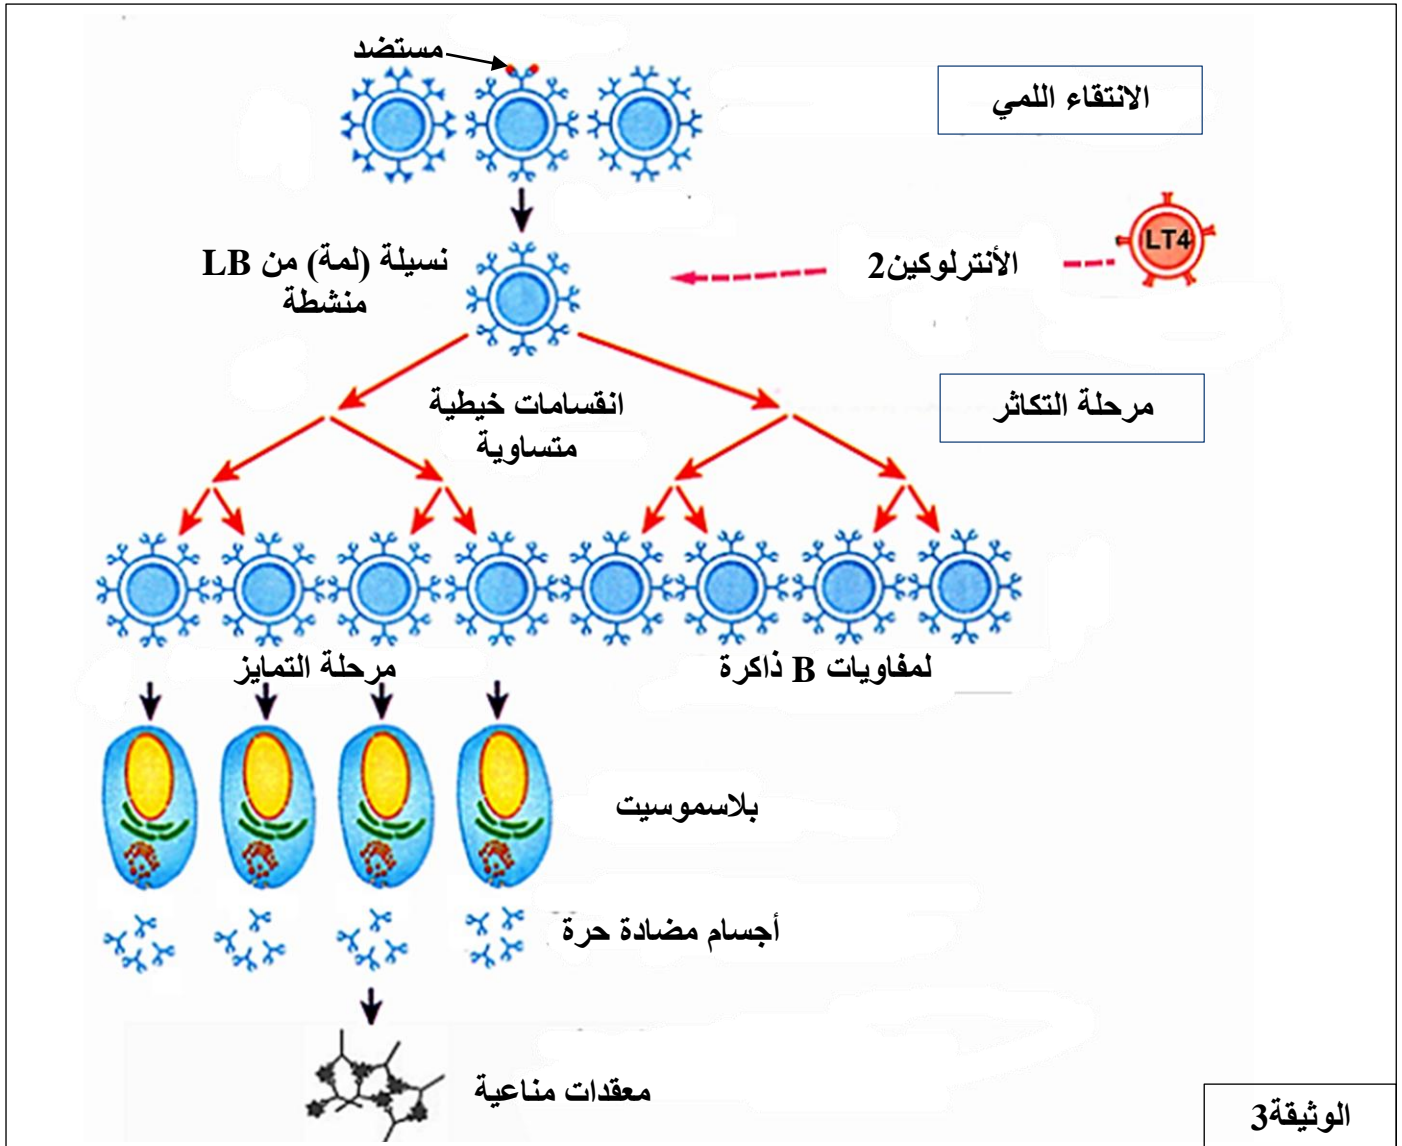 مستضد
الانتقاء اللمي
LT4
الأنترلوكين2
نسيلة (لمة) من LB
منشطة
مرحلة التكاثر
انقسامات خيطية
متساوية
لمفاويات B ذاكرة
مرحلة التمايز
بلاسموسيت
أجسام مضادة حرة
معقدات مناعية
الوثيقة3